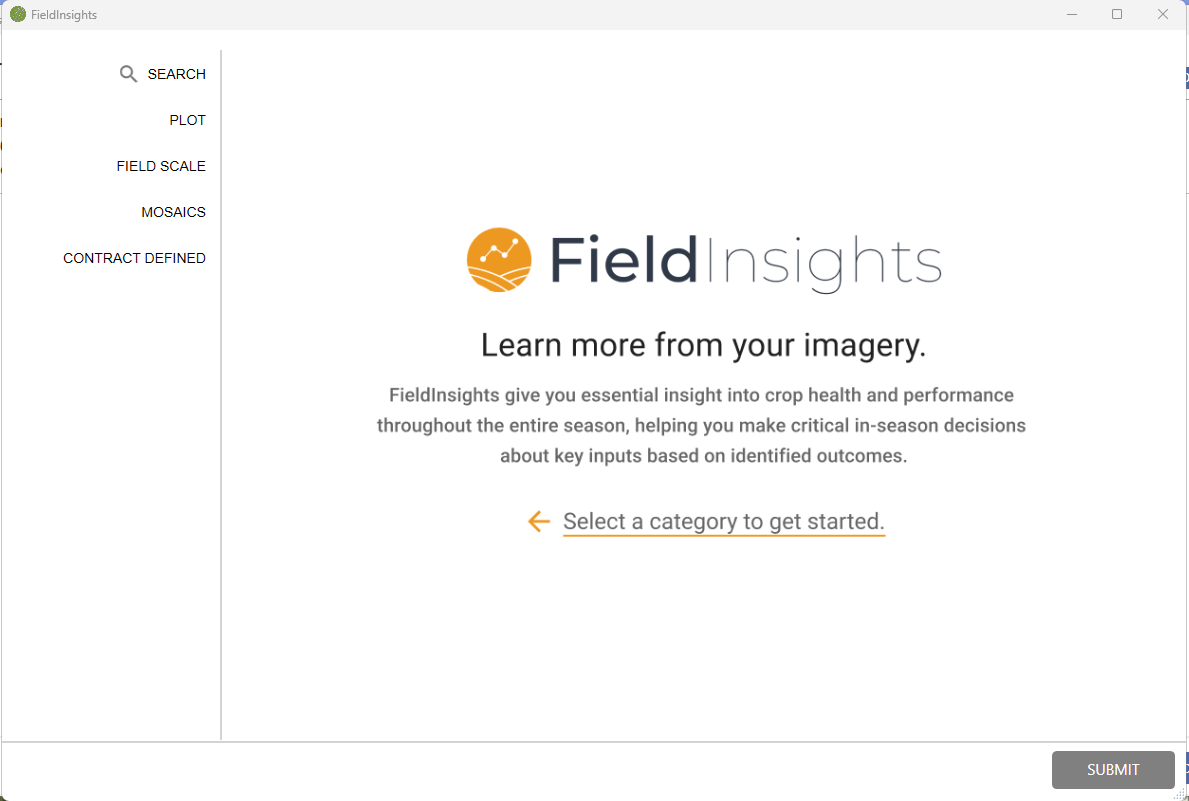 FieldInsights
SEARCH
PLOT
FIELD SCALE
MOSAICS
CONTRACT DEFINED
FieldInsights
Learn more from your imagery.
FieldInsights give you essential insight into crop health and performance
throughout the entire season, helping you make critical in-season decisions
about key inputs based on identified outcomes.
Select a category to get started.
SUBMIT